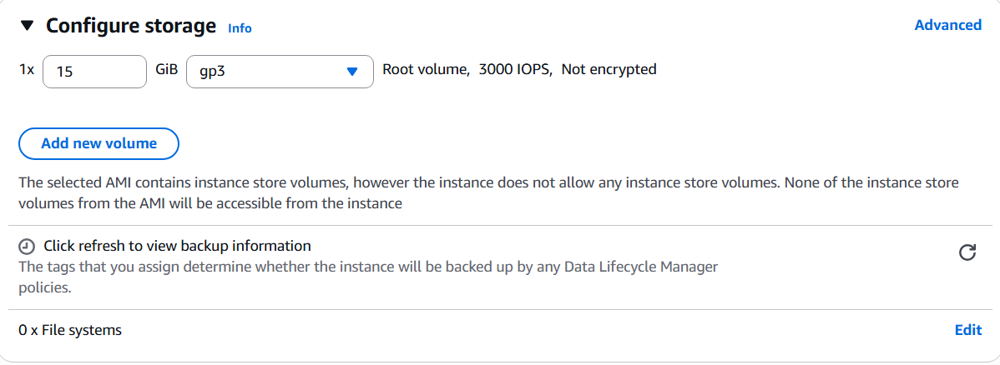 Configure storage Info Advanced
1x 15 GiB gp3 Root volume, 3000 IOPS, Not encrypted
Add new volume
The selected AMI contains instance store volumes, however the instance does not allow any instance store volumes. None of the instance store
volumes from the AMI will be accessible from the instance
Click refresh to view backup information
The tags that you assign determine whether the instance will be backed up by any Data Lifecycle Manager
policies.
0 x File systems Edit